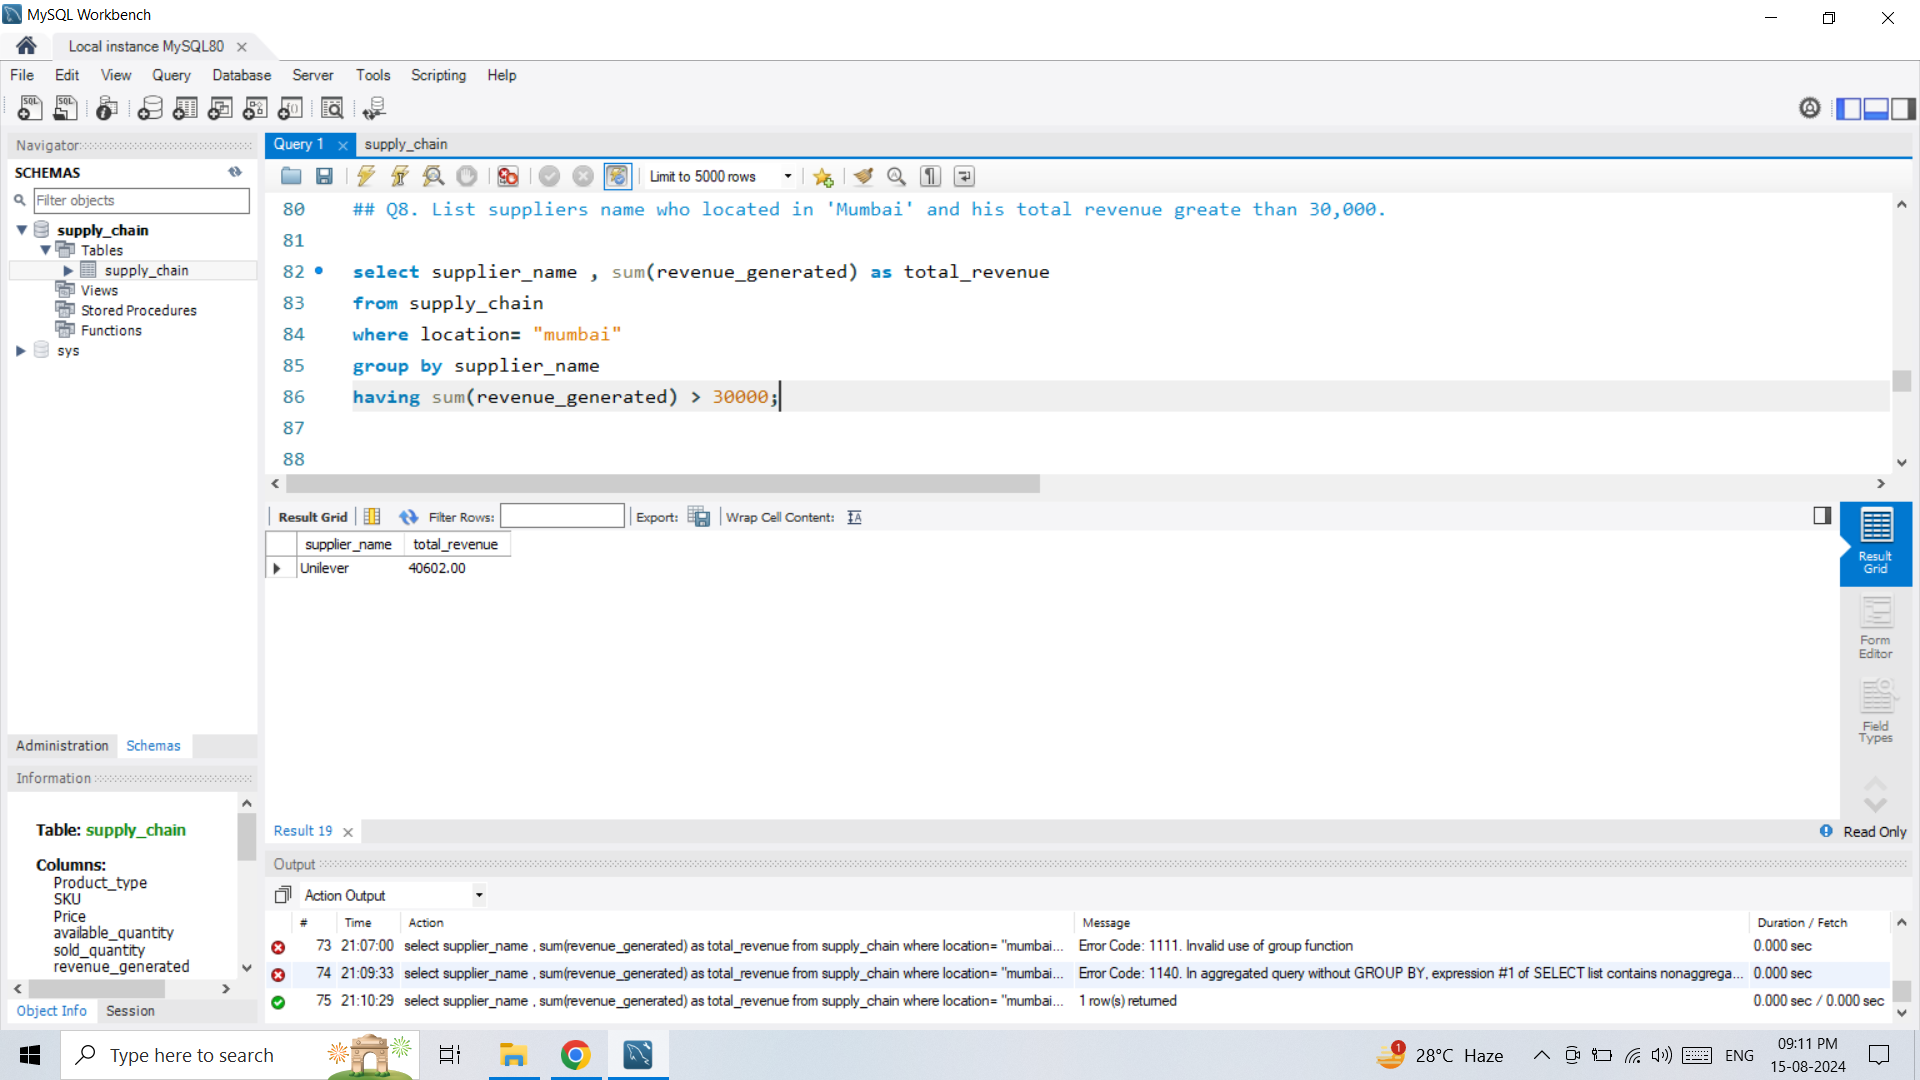 MySQL Workbench
Local instance MySQL80
File Edit View Query Database Server Tools Scripting Help
Navigator
SCHEMAS
Filter objects
supply_chain
Tables
supply_chain
Views
Stored Procedures
Functions
sys
Administration Schemas
Information
Table: supply_chain
Columns:
Product_type
SKU
Price
available_quantity
sold_quantity
revenue_generated
Object Info Session
Query 1 supply_chain
Limit to 5000 rows
80 ## Q8. List suppliers name who located in 'Mumbai' and his total revenue greate than 30,000.
81
82 select supplier_name , sum(revenue_generated) as total_revenue
83 from supply_chain
84 where location= "mumbai"
85 group by supplier_name
86 having sum(revenue_generated) > 30000;
87
88
Result Grid Filter Rows: Export: Wrap Cell Content:
supplier_name total_revenue
Unilever 40602.00
Result Grid
Form Editor
Field Types
Result 19 Read Only
Output
Action Output
# Time Action Message Duration / Fetch
73 21:07:00 select supplier_name , sum(revenue_generated) as total_revenue from supply_chain where location= "mumbai... Error Code: 1111. Invalid use of group function 0.000 sec
74 21:09:33 select supplier_name , sum(revenue_generated) as total_revenue from supply_chain where location= "mumbai... Error Code: 1140. In aggregated query without GROUP BY, expression #1 of SELECT list contains nonaggrega... 0.000 sec
75 21:10:29 select supplier_name , sum(revenue_generated) as total_revenue from supply_chain where location= "mumbai... 1 row(s) returned 0.000 sec / 0.000 sec
Type here to search
1 28°C Haze ENG 09:11 PM
15-08-2024